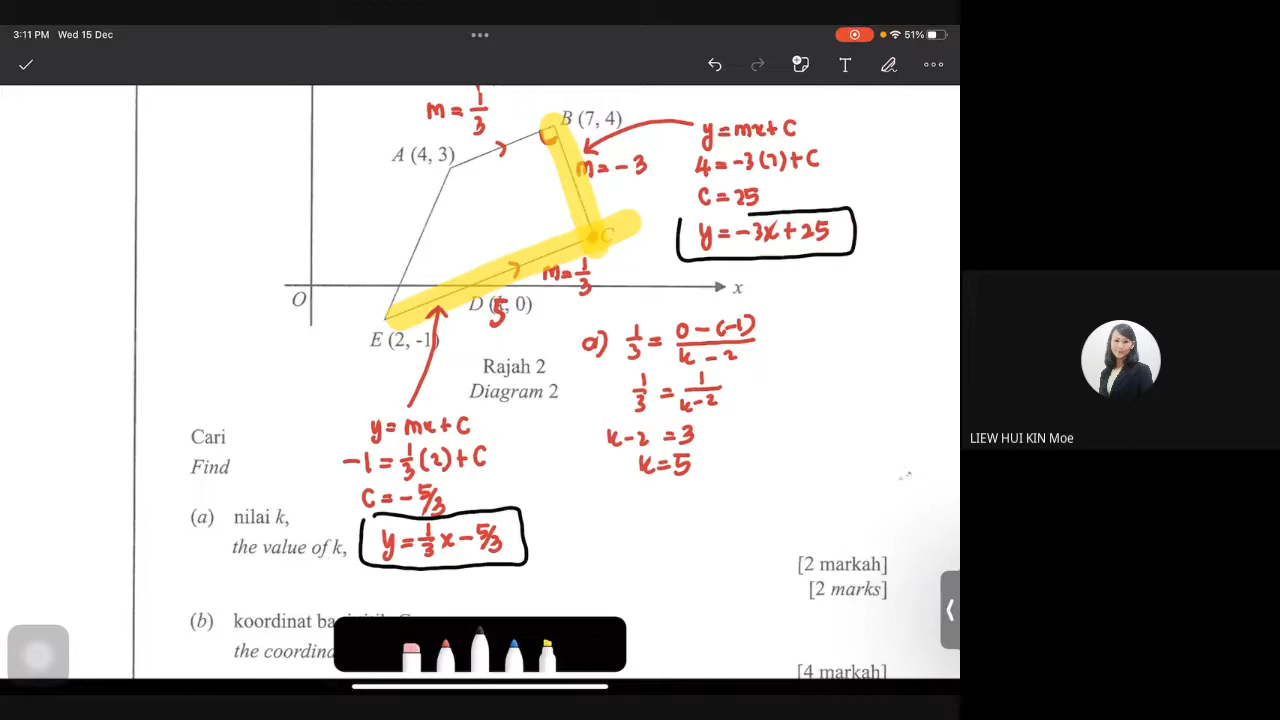 3:11 PM Wed 15 Dec
51%
m = 1/3
B (7, 4)
A (4, 3)
m = -3
y = mx + c
4 = -3(7) + c
c = 25
y = -3x + 25
C
m = 1/3
O
x
D (k, 0)
5
E (2, -1)
Rajah 2
Diagram 2
a) 1/3 = 0-(-1)/k-2
1/3 = 1/k-2
k-2 = 3
k = 5
y = mx + c
-1 = 1/3 (2) + c
c = -5/3
y = 1/3 x - 5/3
Cari
Find
(a) nilai k,
the value of k,
[2 markah]
[2 marks]
(b) koordinat
the
[4 markah]
LIEW HUI KIN Moe